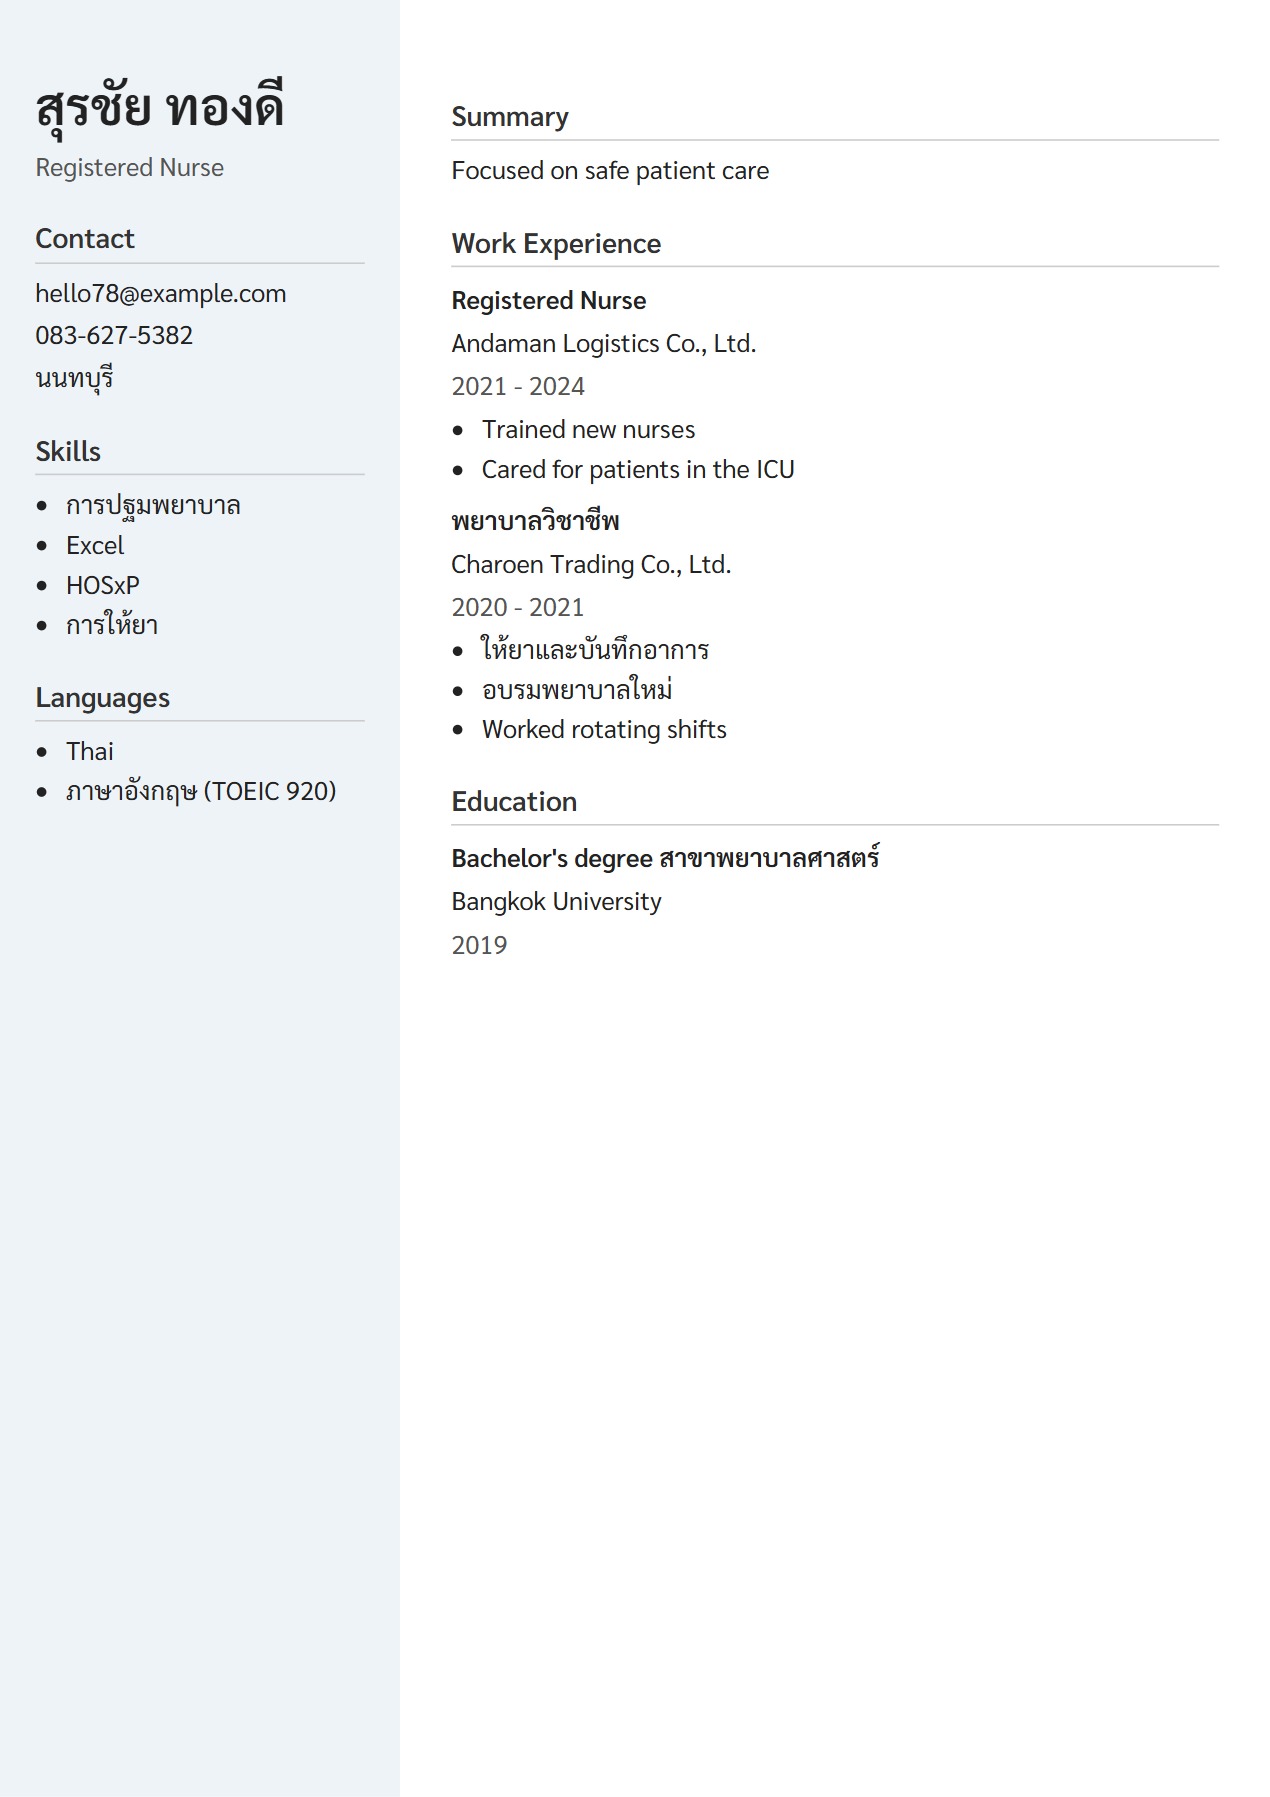 สุรชัย ทองดี
Registered Nurse
Contact
hello78@example.com
083-627-5382
นนทบุรี
Skills
• การปฐมพยาบาล
• Excel
• HOSxP
• การให้ยา
Languages
• Thai
• ภาษาอังกฤษ (TOEIC 920)
Summary
Focused on safe patient care
Work Experience
Registered Nurse
Andaman Logistics Co., Ltd.
2021 - 2024
• Trained new nurses
• Cared for patients in the ICU
พยาบาลวิชาชีพ
Charoen Trading Co., Ltd.
2020 - 2021
• ให้ยาและบันทึกอาการ
• อบรมพยาบาลใหม่
• Worked rotating shifts
Education
Bachelor's degree สาขาพยาบาลศาสตร์
Bangkok University
2019